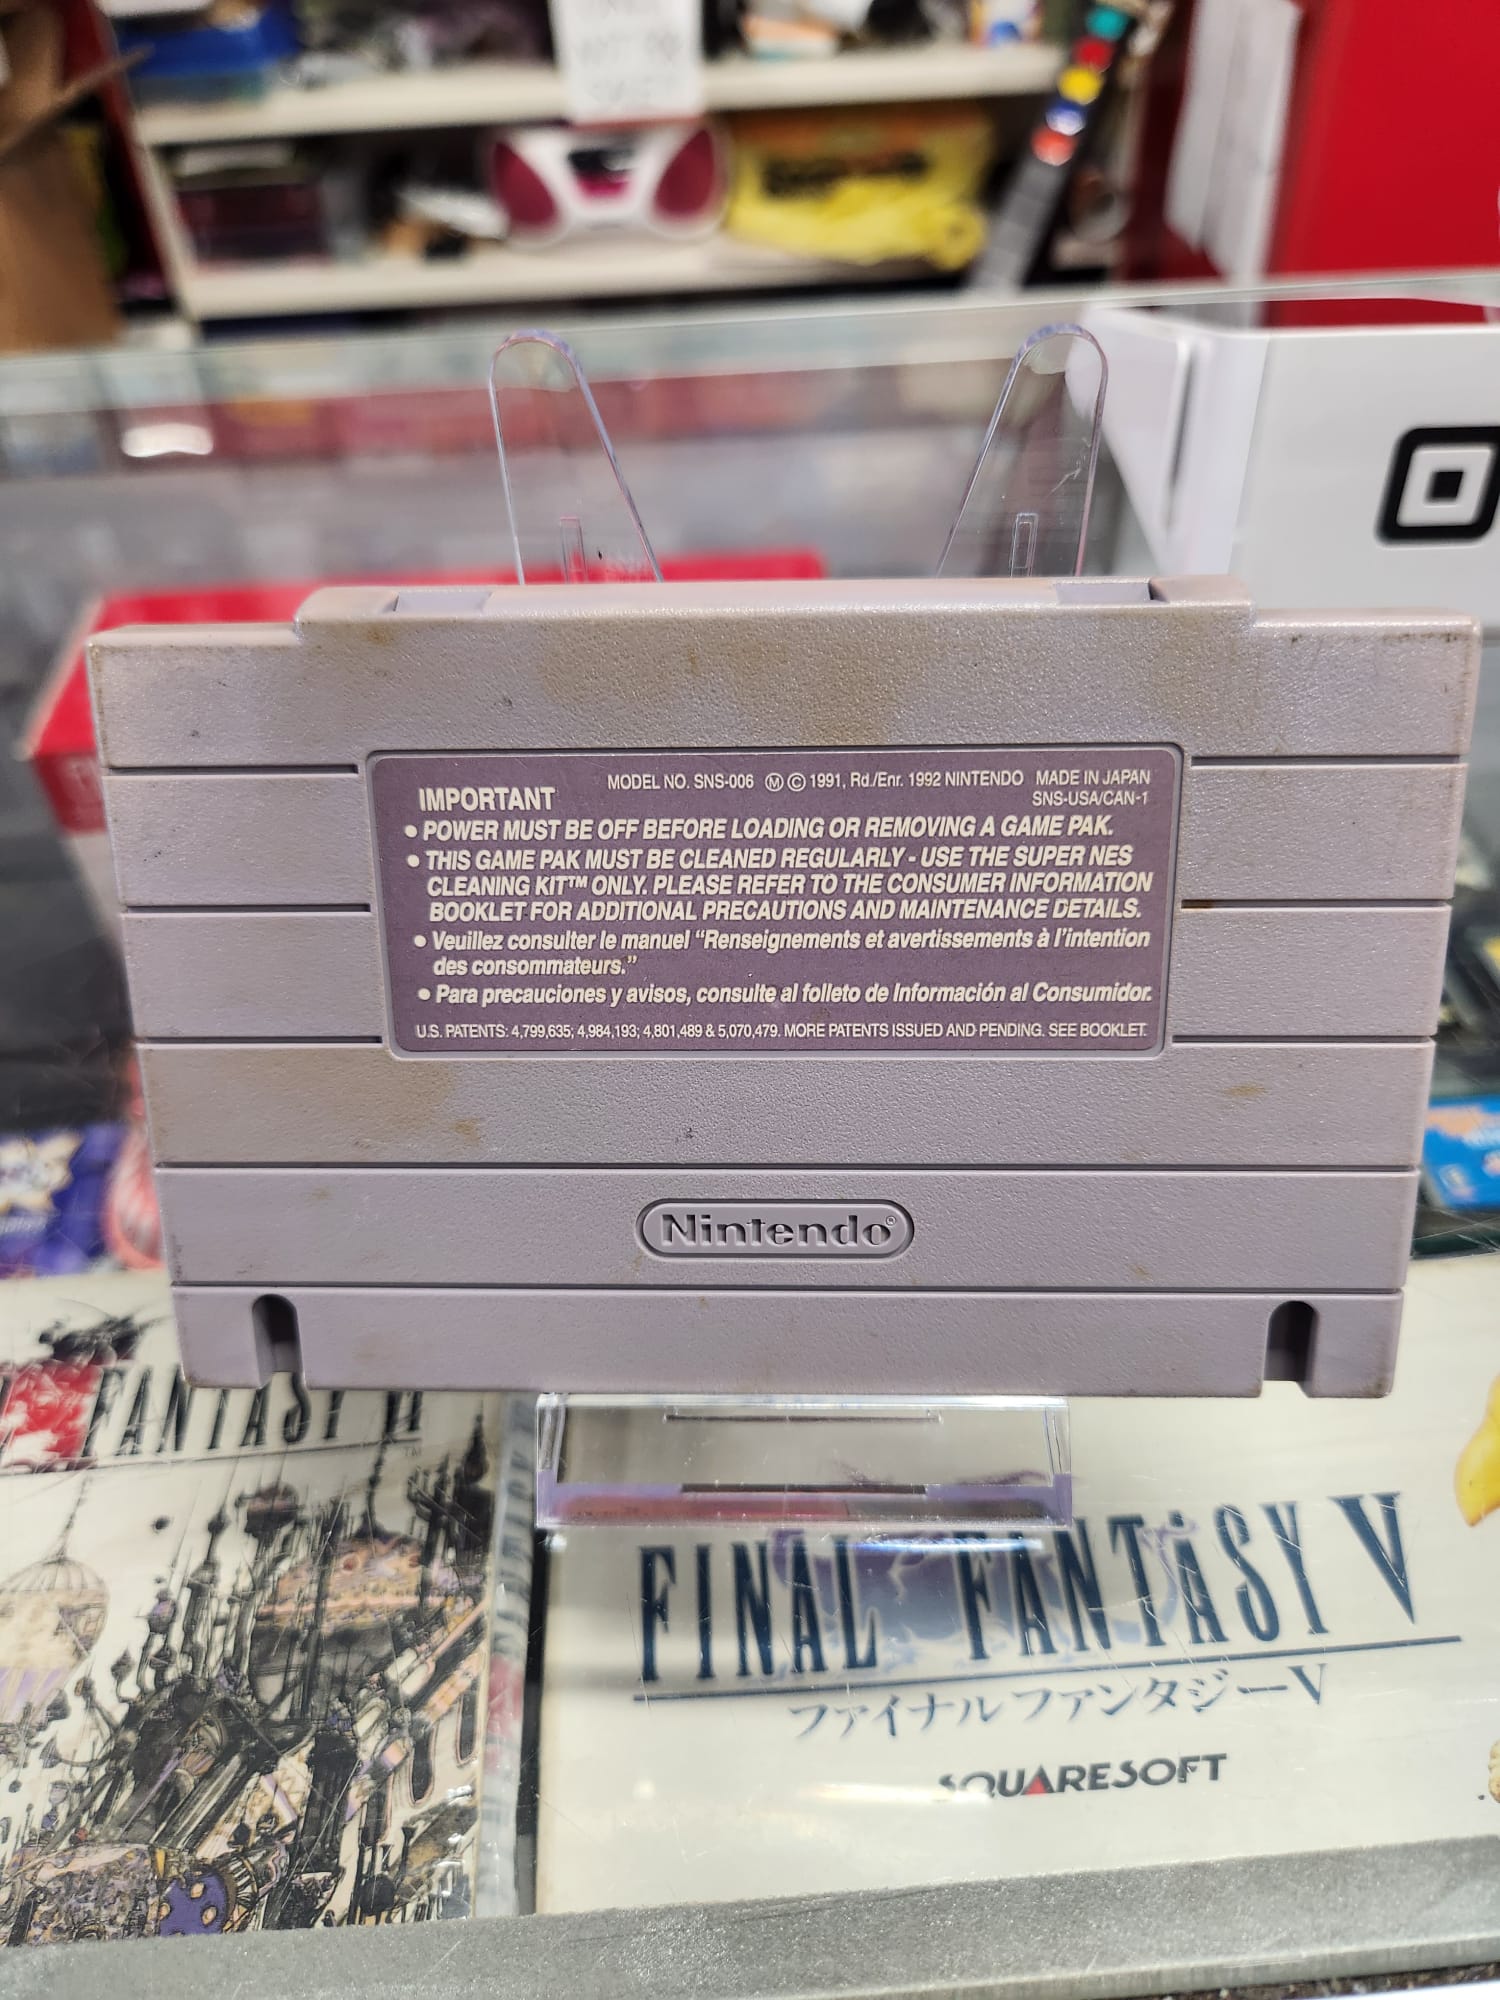 IMPORTANT
MODEL NO. SNS-006 Ⓜ © 1991, Rd./Enr. 1992 NINTENDO MADE IN JAPAN
SNS-USA/CAN-1
• POWER MUST BE OFF BEFORE LOADING OR REMOVING A GAME PAK.
• THIS GAME PAK MUST BE CLEANED REGULARLY - USE THE SUPER NES
CLEANING KIT™ ONLY. PLEASE REFER TO THE CONSUMER INFORMATION
BOOKLET FOR ADDITIONAL PRECAUTIONS AND MAINTENANCE DETAILS.
• Veuillez consulter le manuel “Renseignements et avertissements à l’intention
des consommateurs.”
• Para precauciones y avisos, consulte al folleto de Información al Consumidor.
U.S. PATENTS: 4,799,635; 4,984,193; 4,801,489 & 5,070,479. MORE PATENTS ISSUED AND PENDING. SEE BOOKLET.
Nintendo®
FANTASY VI
TM
FINAL FANTASY V
ファイナルファンタジーV
SQUARESOFT